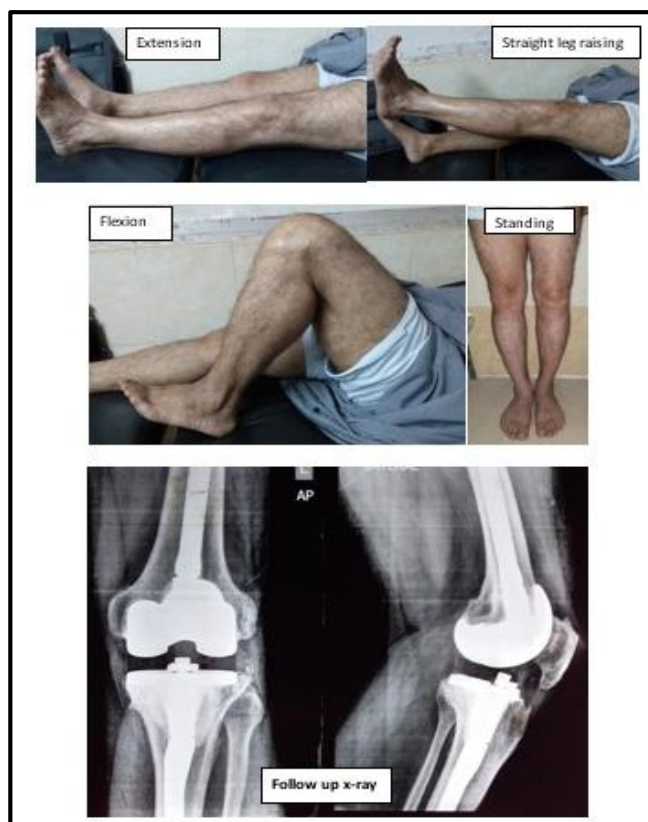 Extension
Straight leg raising
Flexion
Standing
L
AP
Follow up x-ray